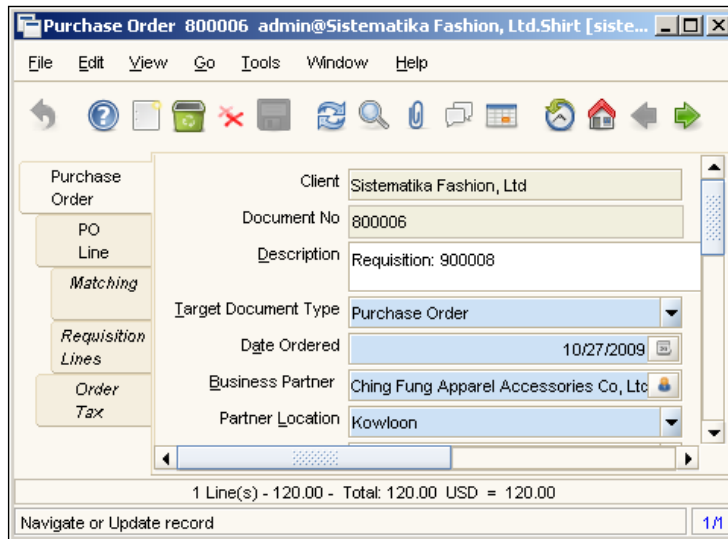 Purchase Order 800006 admin@Sistematika Fashion, Ltd.Shirt [siste...
File Edit View Go Tools Window Help
Purchase
Order
PO
Line
Matching
Requisition
Lines
Order
Tax
Client Sistematika Fashion, Ltd
Document No 800006
Description Requisition: 900008
Target Document Type Purchase Order
Date Ordered 10/27/2009
Business Partner Ching Fung Apparel Accessories Co, Ltd
Partner Location Kowloon
1 Line(s) - 120.00 - Total: 120.00 USD = 120.00
Navigate or Update record 1/1